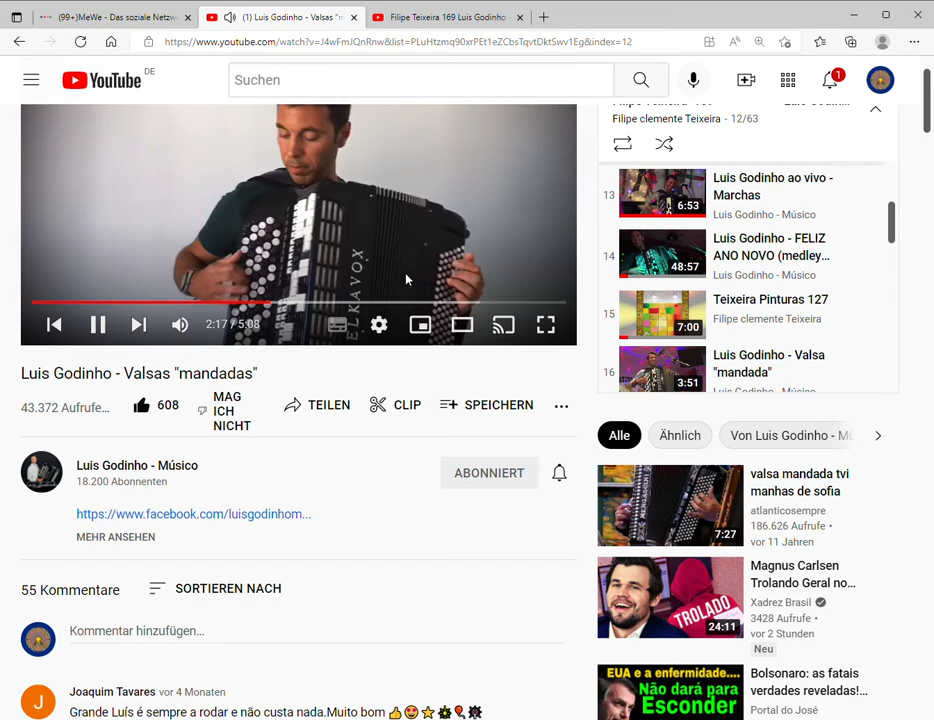 (99+)MeWe - Das soziale Netzwe
(1) Luis Godinho - Valsas "m
Filipe Teixeira 169 Luis Godinho
https://www.youtube.com/watch?v=J4wFmJQnRnw&list=PLuHtzmq90xrPEt1eZCbsTqvtDktSwv1Eg&index=12
YouTube DE
Suchen
1
ELKAVOX
2:17 / 5:08
Luis Godinho - Valsas "mandadas"
43.372 Aufrufe...
608
MAG
ICH
NICHT
TEILEN
CLIP
SPEICHERN
Luis Godinho - Músico
18.200 Abonnenten
ABONNIERT
https://www.facebook.com/luisgodinhom...
MEHR ANSEHEN
55 Kommentare
SORTIEREN NACH
Kommentar hinzufügen...
J
Joaquim Tavares vor 4 Monaten
Grande Luís é sempre a rodar e não custa nada.Muito bom
Filipe clemente Teixeira - 12/63
13
6:53
Luis Godinho ao vivo -
Marchas
Luis Godinho - Músico
14
48:57
Luis Godinho - FELIZ
ANO NOVO (medley...
Luis Godinho - Músico
15
7:00
Teixeira Pinturas 127
Filipe clemente Teixeira
16
3:51
Luis Godinho - Valsa
"mandada"
Luis Godinho - Músico
Alle
Ähnlich
Von Luis Godinho - Mú
7:27
valsa mandada tvi
manhas de sofia
atlanticosempre
186.626 Aufrufe •
vor 11 Jahren
TROLADO
24:11
Magnus Carlsen
Trolando Geral no...
Xadrez Brasil
3428 Aufrufe •
vor 2 Stunden
Neu
EUA e a enfermidade....
Não dará para
Esconder
Bolsonaro: as fatais
verdades reveladas!...
Portal do José